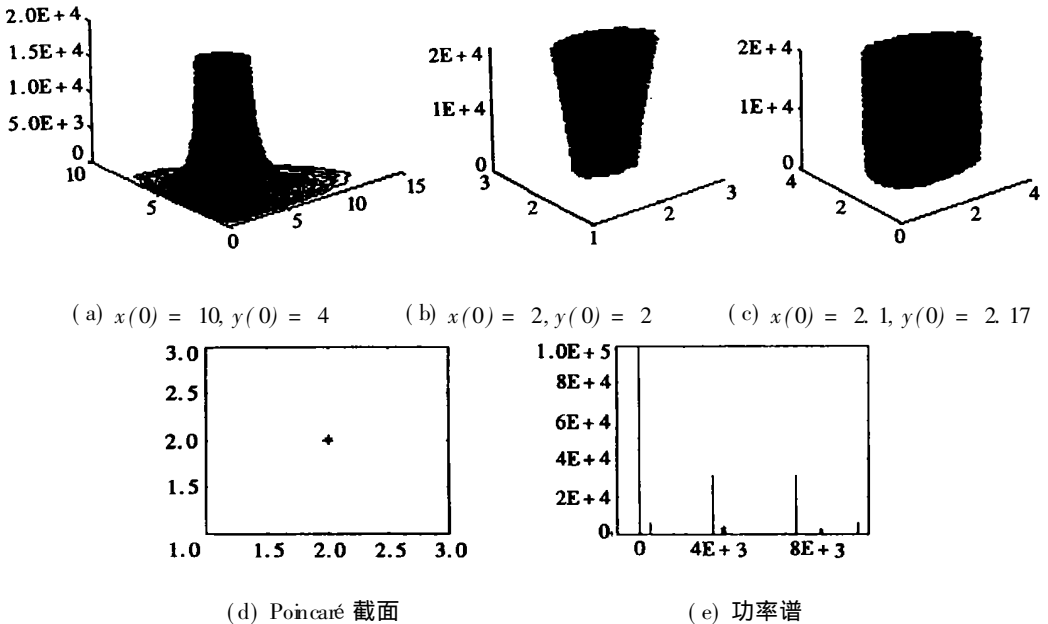 2.0E+4
1.5E+4
1.0E+4
5.0E+3
0
10
5
0
5
10
15
2E+4
1E+4
0
3
2
1
2
3
2E+4
1E+4
0
4
2
0
2
4
(a) x(0) = 10, y(0) = 4
(b) x(0) = 2, y(0) = 2
(c) x(0) = 2.1, y(0) = 2.17
3.0
2.5
2.0
1.5
1.0 1.5 2.0 2.5 3.0
1.0E+5
8E+4
6E+4
4E+4
2E+4
0
0 4E+3 8E+3
(d) Poincaré 截面
(e) 功率谱